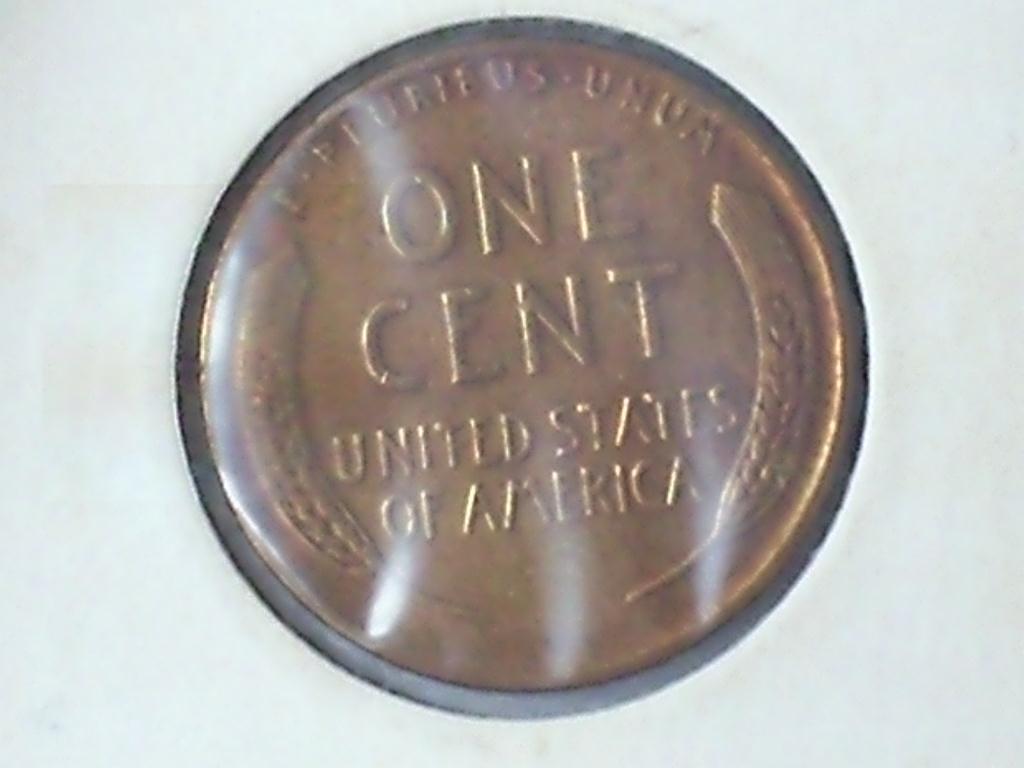 E·PLURIBUS·UNUM
ONE
CENT
UNITED STATES
OF AMERICA